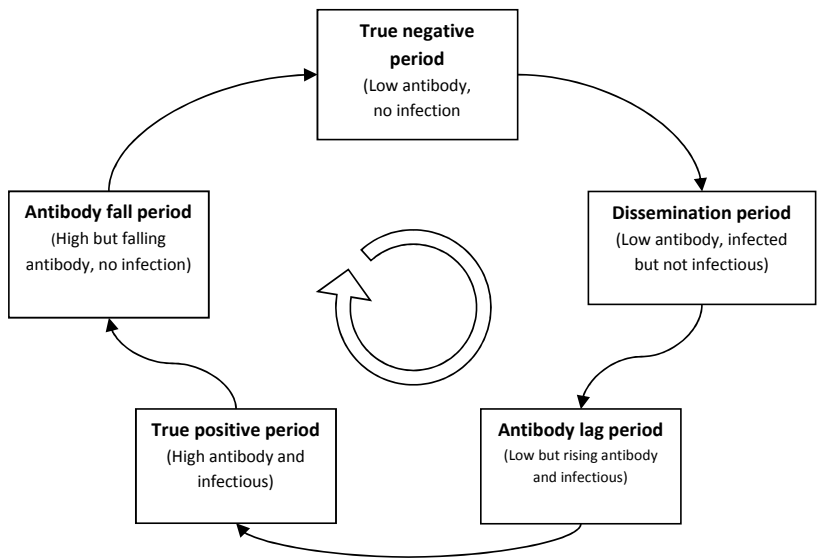 True negative
period
(Low antibody,
no infection
Dissemination period
(Low antibody, infected
but not infectious)
Antibody lag period
(Low but rising antibody
and infectious)
True positive period
(High antibody and
infectious)
Antibody fall period
(High but falling
antibody, no infection)